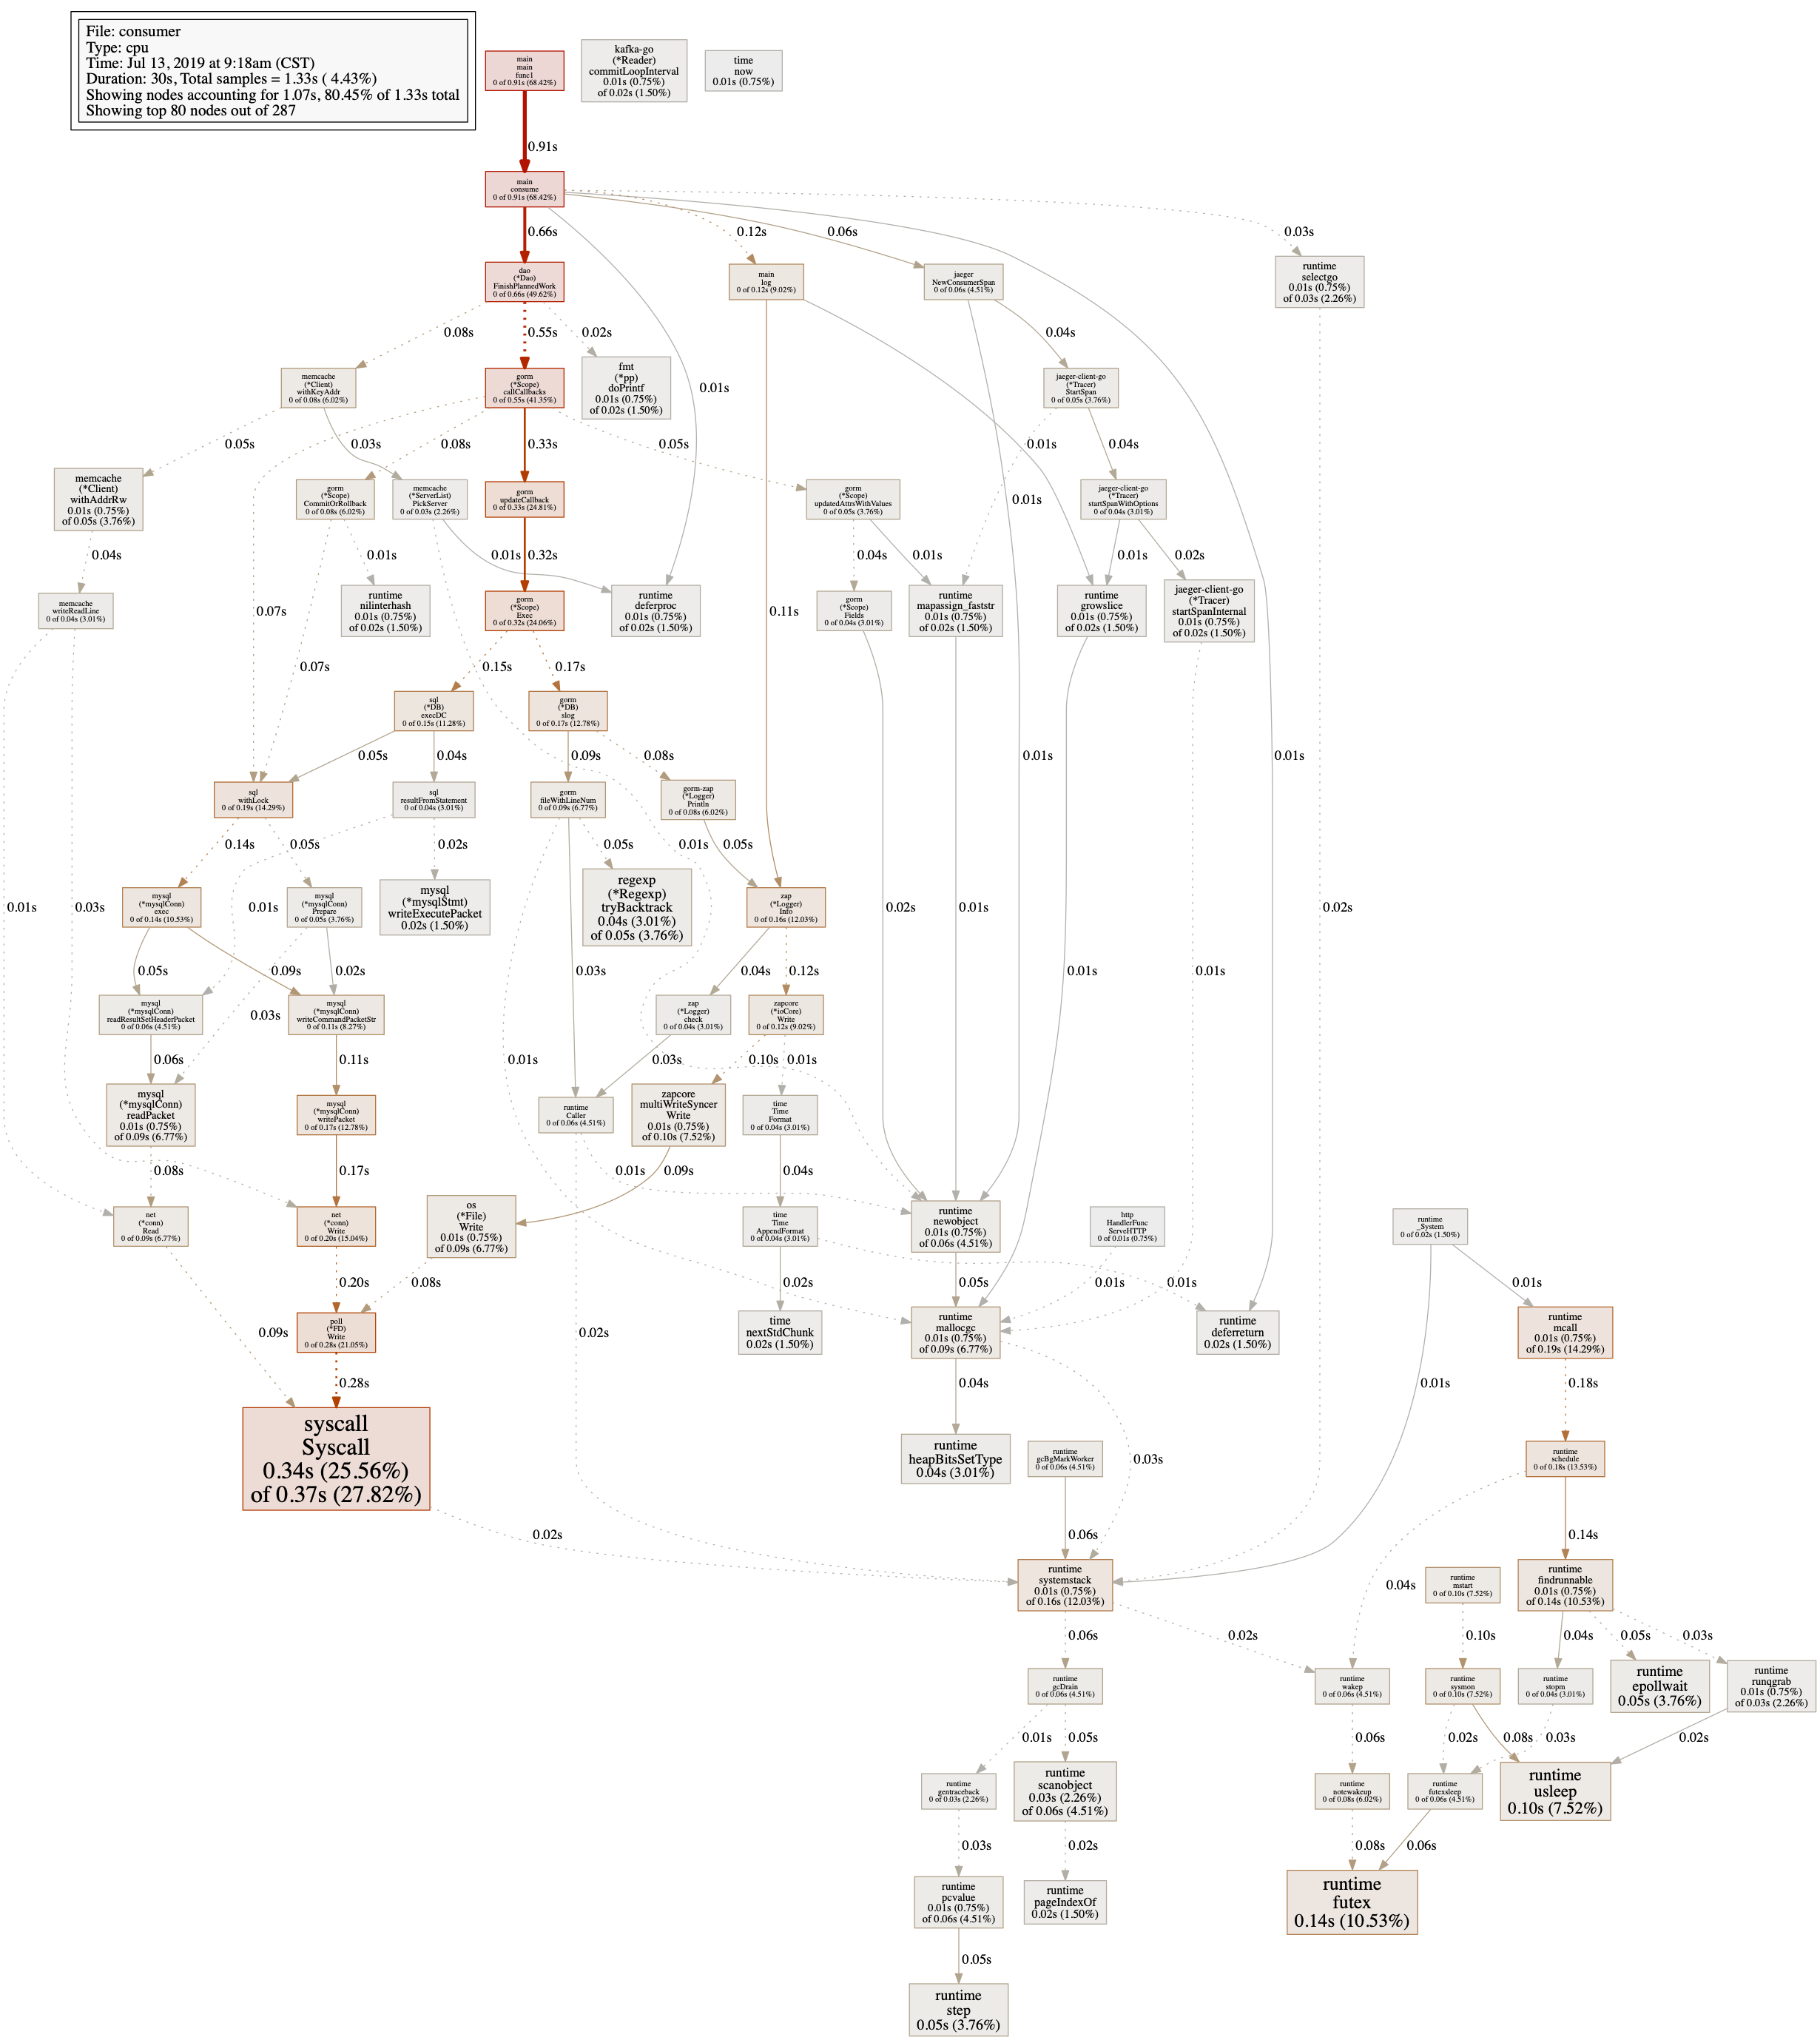 File: consumer
Type: cpu
Time: Jul 13, 2019 at 9:18am (CST)
Duration: 30s, Total samples = 1.33s ( 4.43%)
Showing nodes accounting for 1.07s, 80.45% of 1.33s total
Showing top 80 nodes out of 287
main
main
func1
0 of 0.91s (68.42%)
kafka-go
(*Reader)
commitLoopInterval
0.01s (0.75%)
of 0.02s (1.50%)
time
now
0.01s (0.75%)
0.91s
main
consume
0 of 0.91s (68.42%)
0.66s
0.12s
0.06s
0.03s
dao
(*Dao)
FinishPlannedWork
0 of 0.66s (49.62%)
main
log
0 of 0.12s (9.02%)
jaeger
NewConsumerSpan
0 of 0.06s (4.51%)
runtime
selectgo
0.01s (0.75%)
of 0.03s (2.26%)
0.08s
0.55s
0.02s
0.04s
memcache
(*Client)
withKeyAddr
0 of 0.08s (6.02%)
gorm
(*Scope)
callCallbacks
0 of 0.55s (41.35%)
fmt
(*pp)
doPrintf
0.01s (0.75%)
of 0.02s (1.50%)
0.01s
jaeger-client-go
(*Tracer)
StartSpan
0 of 0.05s (3.76%)
0.05s
0.03s
0.08s
0.33s
0.05s
0.01s
0.04s
memcache
(*Client)
withAddrRw
0.01s (0.75%)
of 0.05s (3.76%)
gorm
(*Scope)
CommitOrRollback
0 of 0.08s (6.02%)
memcache
(*ServerList)
PickServer
0 of 0.03s (2.26%)
gorm
updateCallback
0 of 0.33s (24.81%)
gorm
(*Scope)
updatedAttrsWithValues
0 of 0.05s (3.76%)
0.01s
jaeger-client-go
(*Tracer)
startSpanWithOptions
0 of 0.04s (3.01%)
0.04s
0.01s
0.01s
0.32s
0.04s
0.01s
0.01s
0.02s
memcache
writeReadLine
0 of 0.04s (3.01%)
0.07s
runtime
nilinterhash
0.01s (0.75%)
of 0.02s (1.50%)
gorm
(*Scope)
Exec
0 of 0.32s (24.06%)
runtime
deferproc
0.01s (0.75%)
of 0.02s (1.50%)
0.11s
gorm
(*Scope)
Fields
0 of 0.04s (3.01%)
runtime
mapassign_faststr
0.01s (0.75%)
of 0.02s (1.50%)
runtime
growslice
0.01s (0.75%)
of 0.02s (1.50%)
jaeger-client-go
(*Tracer)
startSpanInternal
0.01s (0.75%)
of 0.02s (1.50%)
0.07s
0.15s
0.17s
sql
(*DB)
execDC
0 of 0.15s (11.28%)
gorm
(*DB)
slog
0 of 0.17s (12.78%)
0.05s
0.04s
0.09s
0.08s
0.01s
0.01s
sql
withLock
0 of 0.19s (14.29%)
sql
resultFromStatement
0 of 0.04s (3.01%)
gorm
fileWithLineNum
0 of 0.09s (6.77%)
gorm-zap
(*Logger)
Println
0 of 0.08s (6.02%)
0.14s
0.05s
0.02s
0.05s
0.01s
0.05s
0.01s
0.03s
mysql
(*mysqlConn)
exec
0 of 0.14s (10.53%)
0.01s
mysql
(*mysqlConn)
Prepare
0 of 0.05s (3.76%)
mysql
(*mysqlStmt)
writeExecutePacket
0.02s (1.50%)
regexp
(*Regexp)
tryBacktrack
0.04s (3.01%)
of 0.05s (3.76%)
zap
(*Logger)
Info
0 of 0.16s (12.03%)
0.02s
0.01s
0.02s
0.05s
0.09s
0.02s
0.03s
0.04s
0.12s
0.01s
0.01s
mysql
(*mysqlConn)
readResultSetHeaderPacket
0 of 0.06s (4.51%)
0.03s
mysql
(*mysqlConn)
writeCommandPacketStr
0 of 0.11s (8.27%)
zap
(*Logger)
check
0 of 0.04s (3.01%)
zapcore
(*ioCore)
Write
0 of 0.12s (9.02%)
0.06s
0.11s
0.01s
0.03s
0.10s
0.01s
mysql
(*mysqlConn)
readPacket
0.01s (0.75%)
of 0.09s (6.77%)
mysql
(*mysqlConn)
writePacket
0 of 0.17s (12.78%)
runtime
Caller
0 of 0.06s (4.51%)
zapcore
multiWriteSyncer
Write
0.01s (0.75%)
of 0.10s (7.52%)
time
Time
Format
0 of 0.04s (3.01%)
0.08s
0.17s
0.01s
0.09s
0.04s
net
(*conn)
Read
0 of 0.09s (6.77%)
net
(*conn)
Write
0 of 0.20s (15.04%)
os
(*File)
Write
0.01s (0.75%)
of 0.09s (6.77%)
time
Time
AppendFormat
0 of 0.04s (3.01%)
runtime
newobject
0.01s (0.75%)
of 0.06s (4.51%)
http
HandlerFunc
ServeHTTP
0 of 0.01s (0.75%)
runtime
_System
0 of 0.02s (1.50%)
0.20s
0.08s
0.02s
0.05s
0.01s
0.01s
0.01s
0.09s
poll
(*FD)
Write
0 of 0.28s (21.05%)
0.02s
time
nextStdChunk
0.02s (1.50%)
runtime
mallocgc
0.01s (0.75%)
of 0.09s (6.77%)
runtime
deferreturn
0.02s (1.50%)
runtime
mcall
0.01s (0.75%)
of 0.19s (14.29%)
0.28s
0.04s
0.01s
0.18s
syscall
Syscall
0.34s (25.56%)
of 0.37s (27.82%)
runtime
heapBitsSetType
0.04s (3.01%)
runtime
gcBgMarkWorker
0 of 0.06s (4.51%)
0.03s
runtime
schedule
0 of 0.18s (13.53%)
0.02s
0.06s
0.14s
runtime
systemstack
0.01s (0.75%)
of 0.16s (12.03%)
0.04s
runtime
mstart
0 of 0.10s (7.52%)
runtime
findrunnable
0.01s (0.75%)
of 0.14s (10.53%)
0.06s
0.02s
0.10s
0.04s
0.05s
0.03s
runtime
gcDrain
0 of 0.06s (4.51%)
runtime
wakep
0 of 0.06s (4.51%)
runtime
sysmon
0 of 0.10s (7.52%)
runtime
stopm
0 of 0.04s (3.01%)
runtime
epollwait
0.05s (3.76%)
runtime
runqgrab
0.01s (0.75%)
of 0.03s (2.26%)
0.01s
0.05s
0.06s
0.02s
0.08s
0.03s
0.02s
runtime
gentraceback
0 of 0.03s (2.26%)
runtime
scanobject
0.03s (2.26%)
of 0.06s (4.51%)
runtime
notewakeup
0 of 0.08s (6.02%)
runtime
futexsleep
0 of 0.06s (4.51%)
runtime
usleep
0.10s (7.52%)
0.03s
0.02s
0.08s
0.06s
runtime
pcvalue
0.01s (0.75%)
of 0.06s (4.51%)
runtime
pageIndexOf
0.02s (1.50%)
runtime
futex
0.14s (10.53%)
0.05s
runtime
step
0.05s (3.76%)